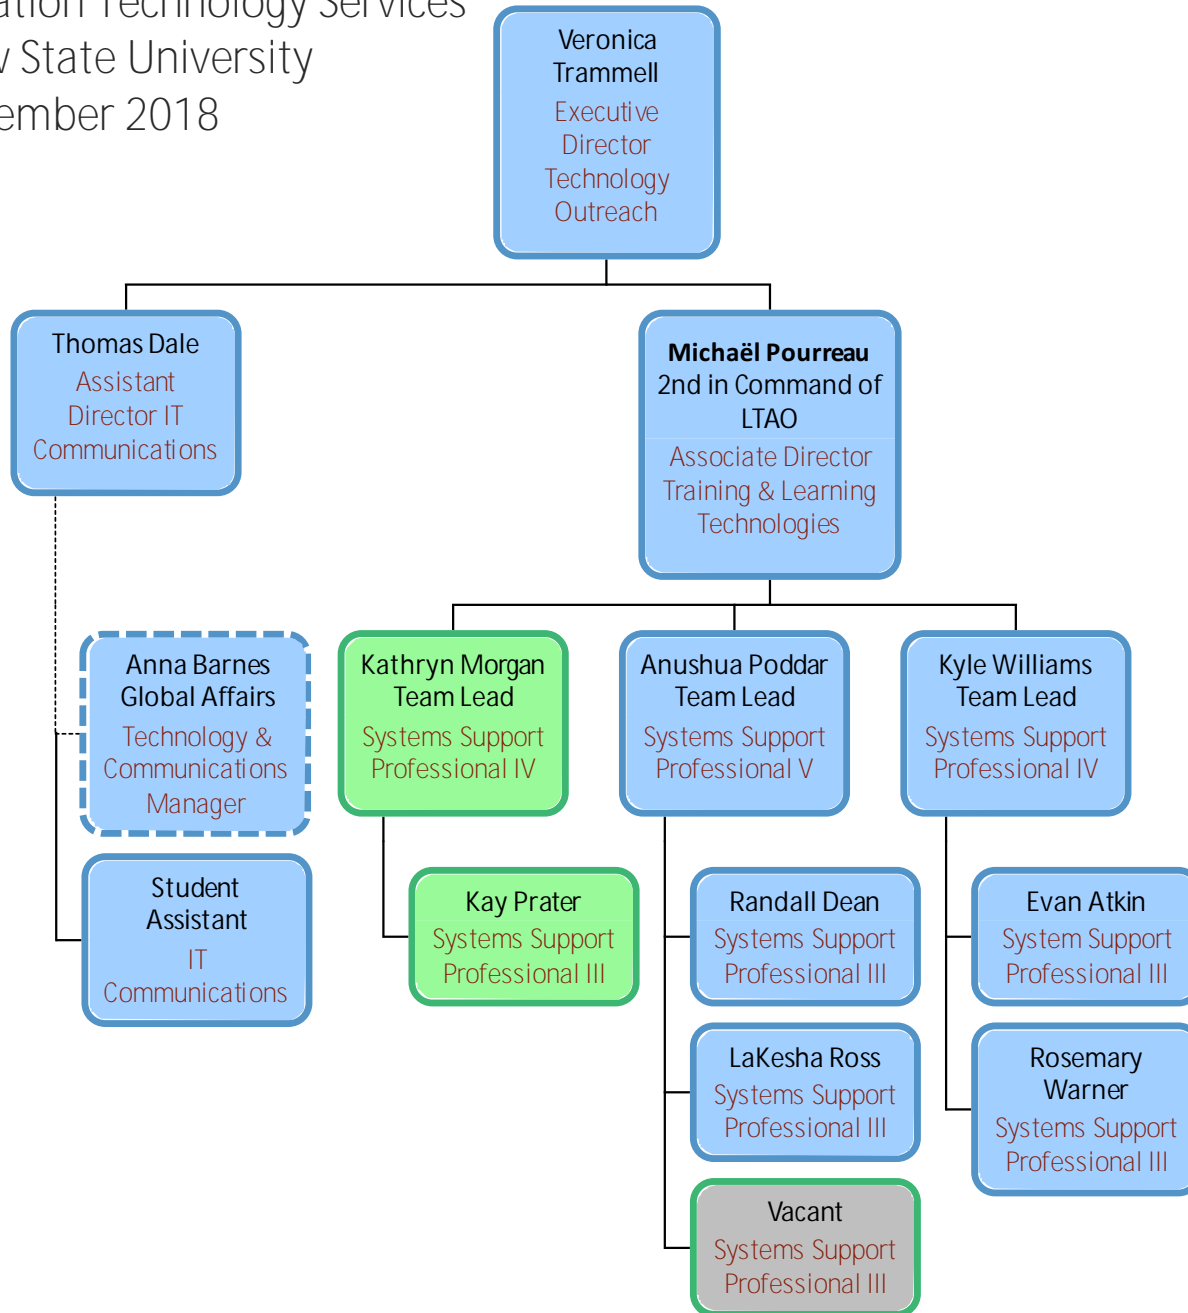 Technology Services
State University
2018
Veronica
Trammell
Executive
Director
Technology
Outreach
Thomas Dale
Assistant
Director IT
Communications
Michaël Pourreau
2nd in Command of
LTAO
Associate Director
Training & Learning
Technologies
Anna Barnes
Global Affairs
Technology &
Communications
Manager
Student
Assistant
IT
Communications
Kathryn Morgan
Team Lead
Systems Support
Professional IV
Kay Prater
Systems Support
Professional III
Anushua Poddar
Team Lead
Systems Support
Professional V
Randall Dean
Systems Support
Professional III
LaKesha Ross
Systems Support
Professional III
Vacant
Systems Support
Professional III
Kyle Williams
Team Lead
Systems Support
Professional IV
Evan Atkin
System Support
Professional III
Rosemary
Warner
Systems Support
Professional III